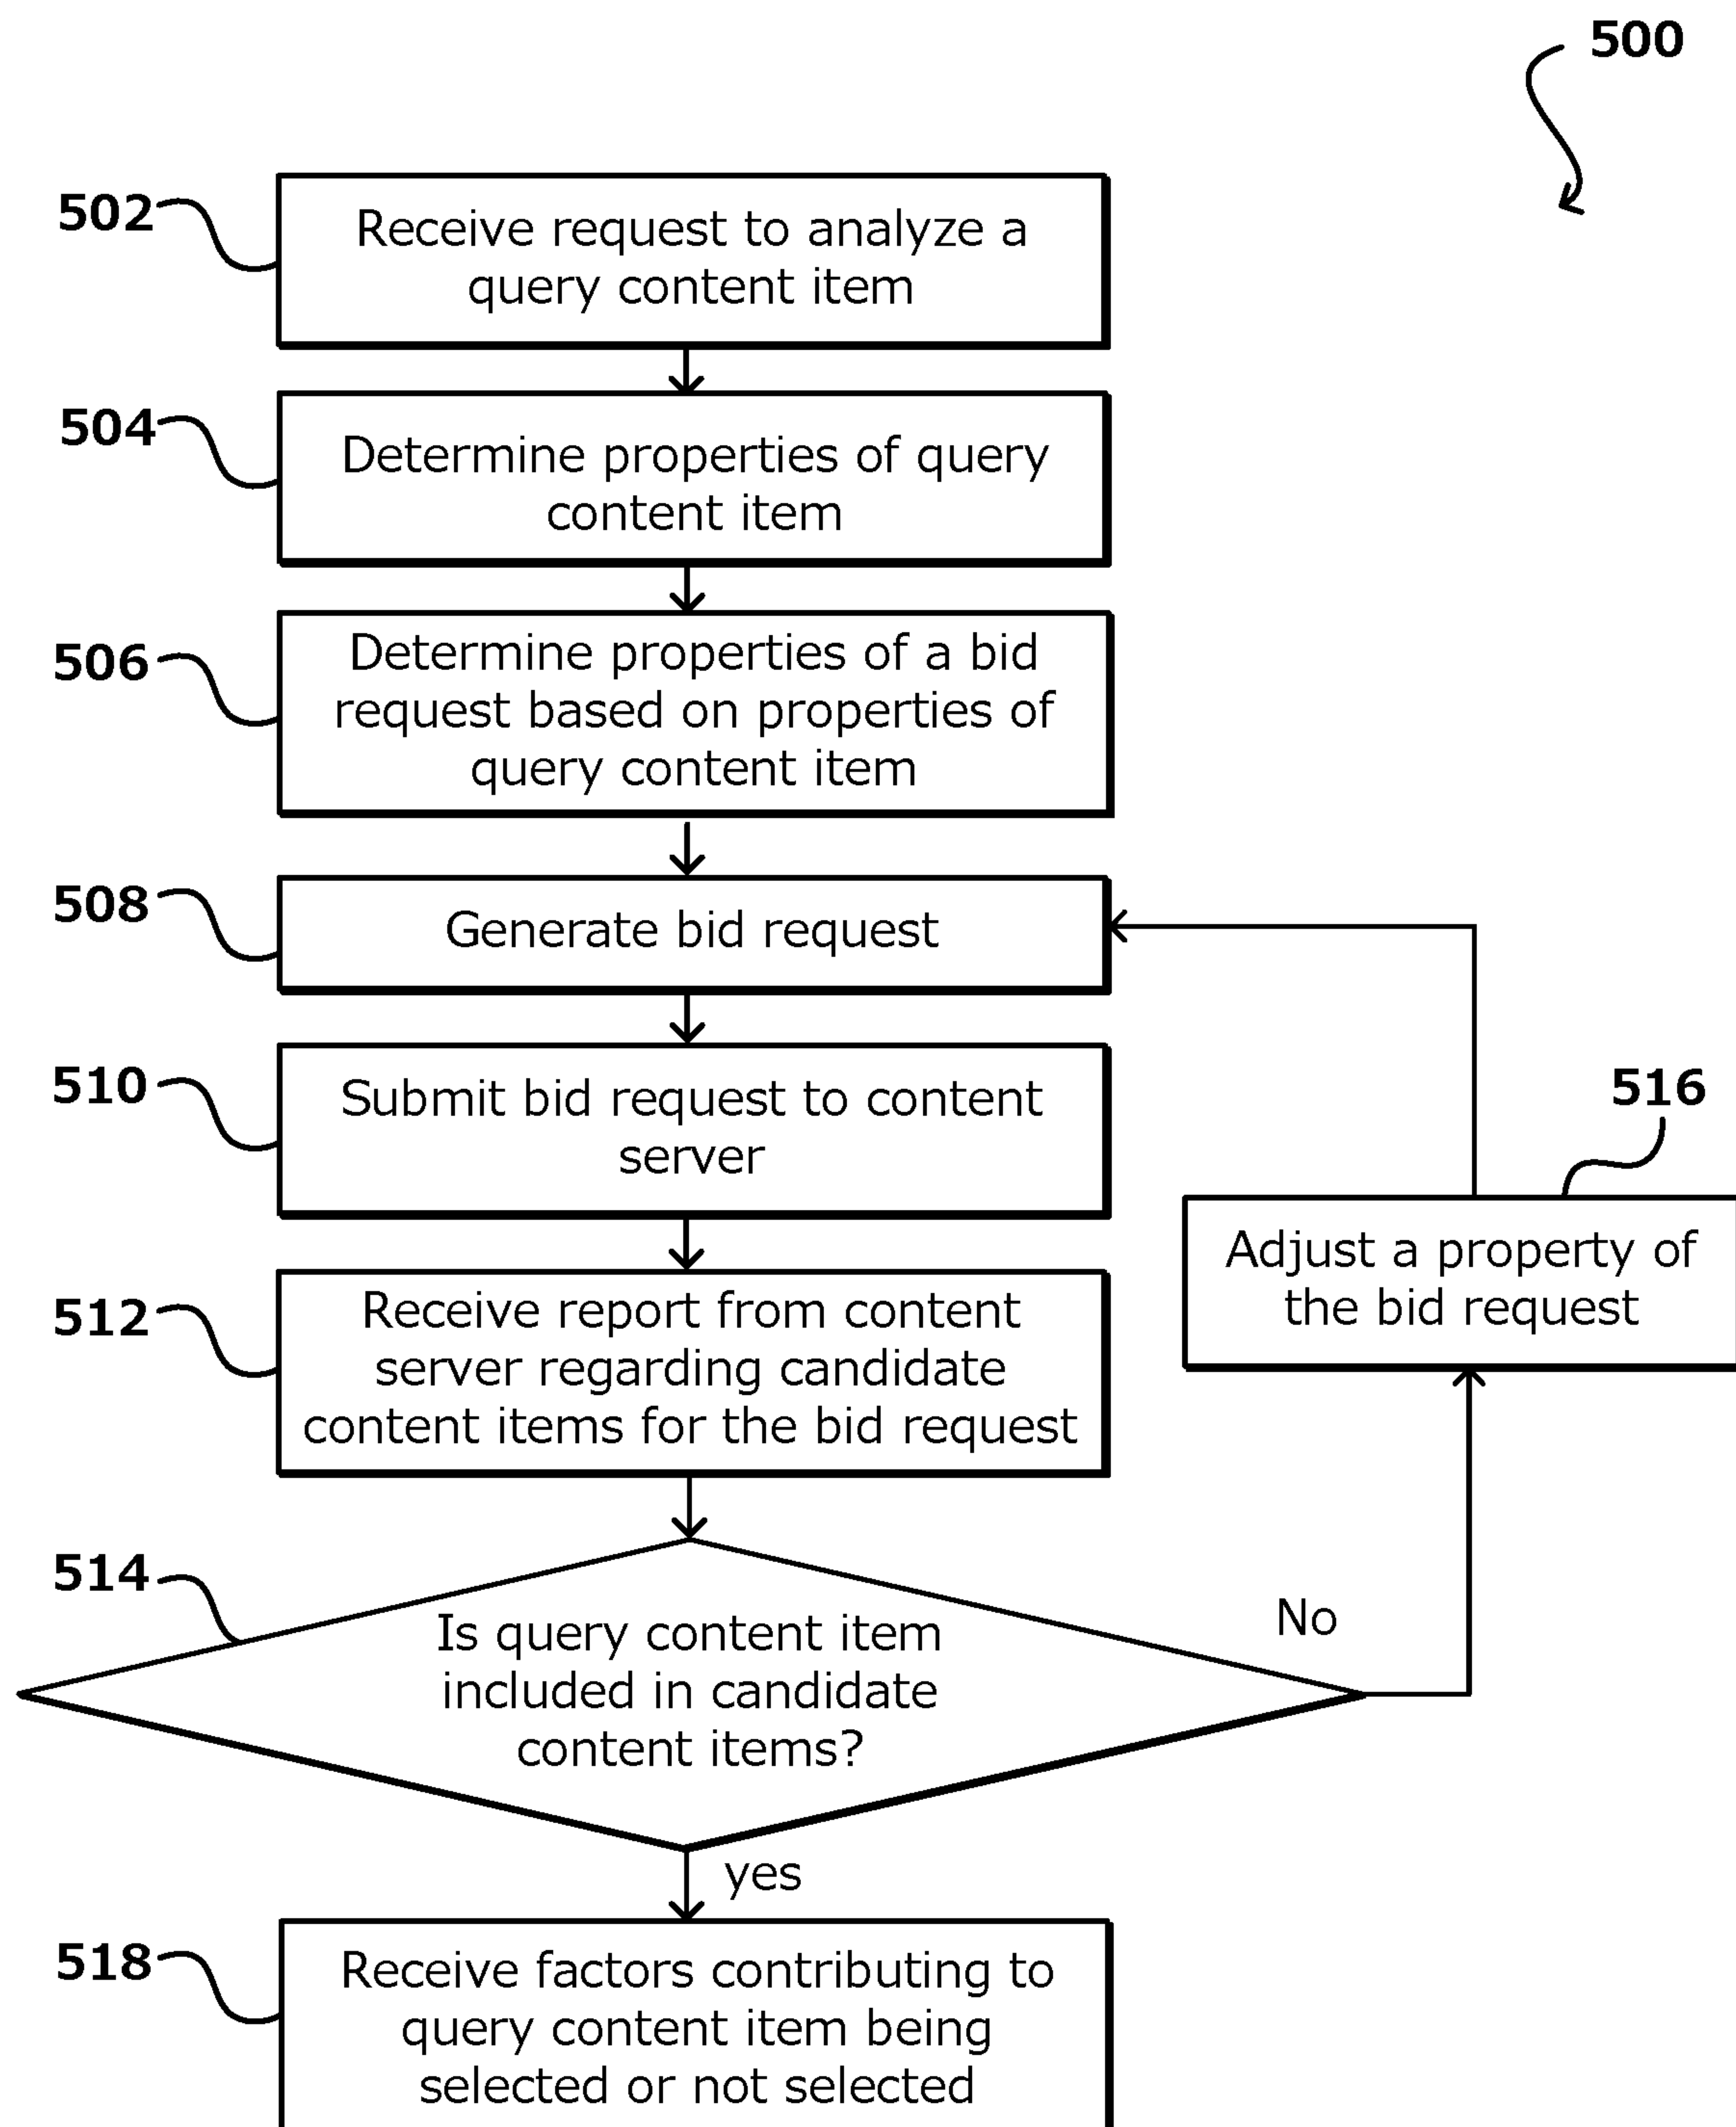 500
502
Receive request to analyze a
query content item
504
Determine properties of query
content item
506
Determine properties of a bid
request based on properties of
query content item
508
Generate bid request
510
Submit bid request to content
server
516
Adjust a property of
the bid request
512
Receive report from content
server regarding candidate
content items for the bid request
514
Is query content item
included in candidate
content items?
No
yes
518
Receive factors contributing to
query content item being
selected or not selected